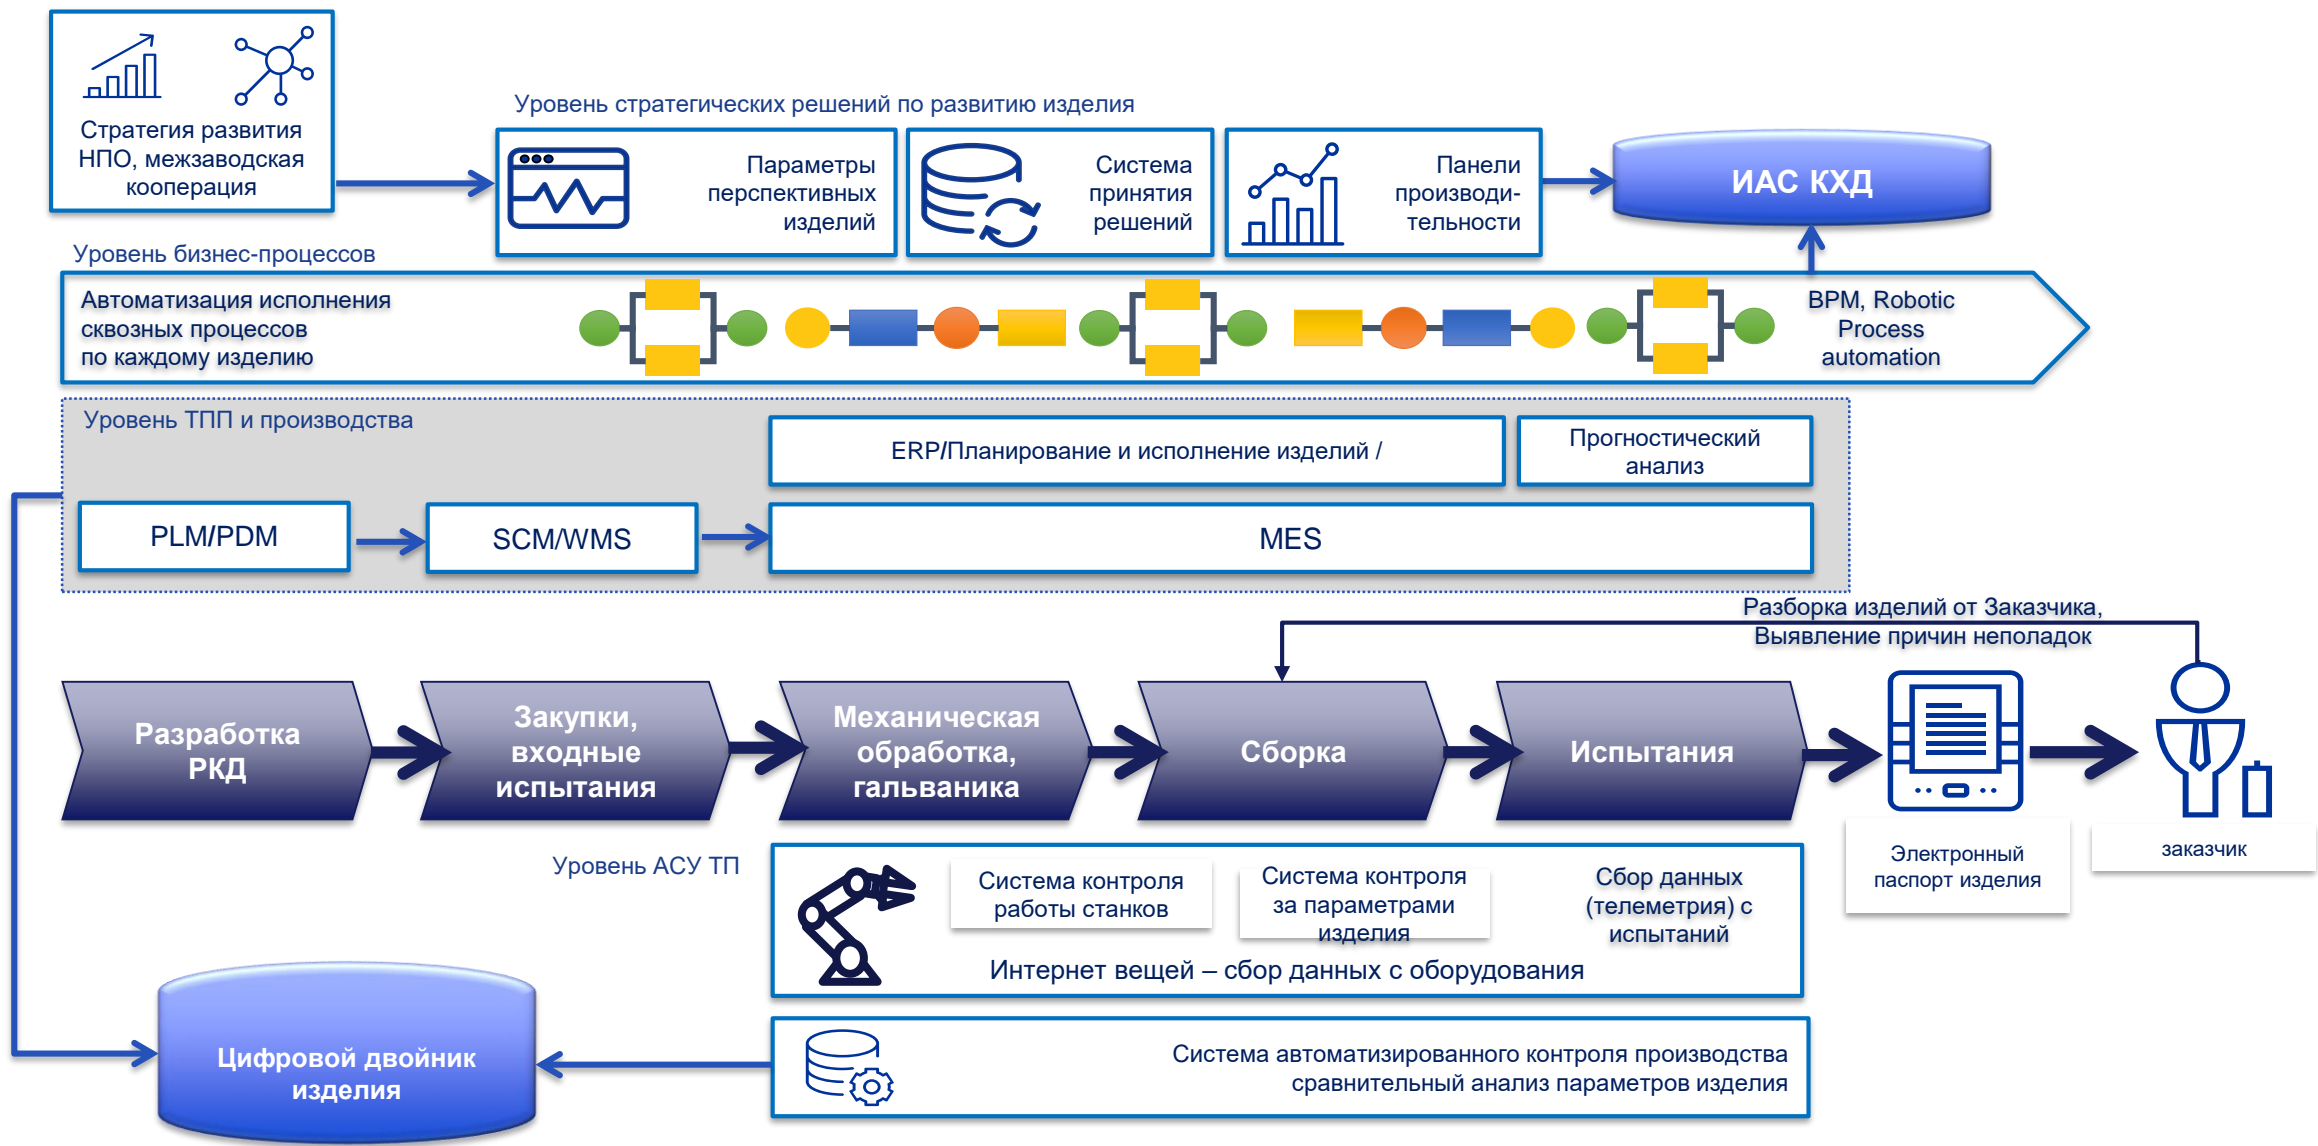 Стратегия развития
НПО, межзаводская
кооперация
Уровень стратегических решений по развитию изделия
Параметры
перспективных
изделий
Система
принятия
решений
Панели
производи-
тельности
ИАС КХД
Уровень бизнес-процессов
Автоматизация исполнения
сквозных процессов
по каждому изделию
BPM, Robotic
Process
automation
Уровень ТПП и производства
ERP/Планирование и исполнение изделий /
Прогностический
анализ
PLM/PDM
SCM/WMS
MES
Разборка изделий от Заказчика,
Выявление причин неполадок
Разработка
РКД
Закупки,
входные
испытания
Механическая
обработка,
гальваника
Сборка
Испытания
Электронный
паспорт изделия
заказчик
Уровень АСУ ТП
Система контроля
работы станков
Система контроля
за параметрами
изделия
Сбор данных
(телеметрия) с
испытаний
Интернет вещей – сбор данных с оборудования
Цифровой двойник
изделия
Система автоматизированного контроля производства
сравнительный анализ параметров изделия